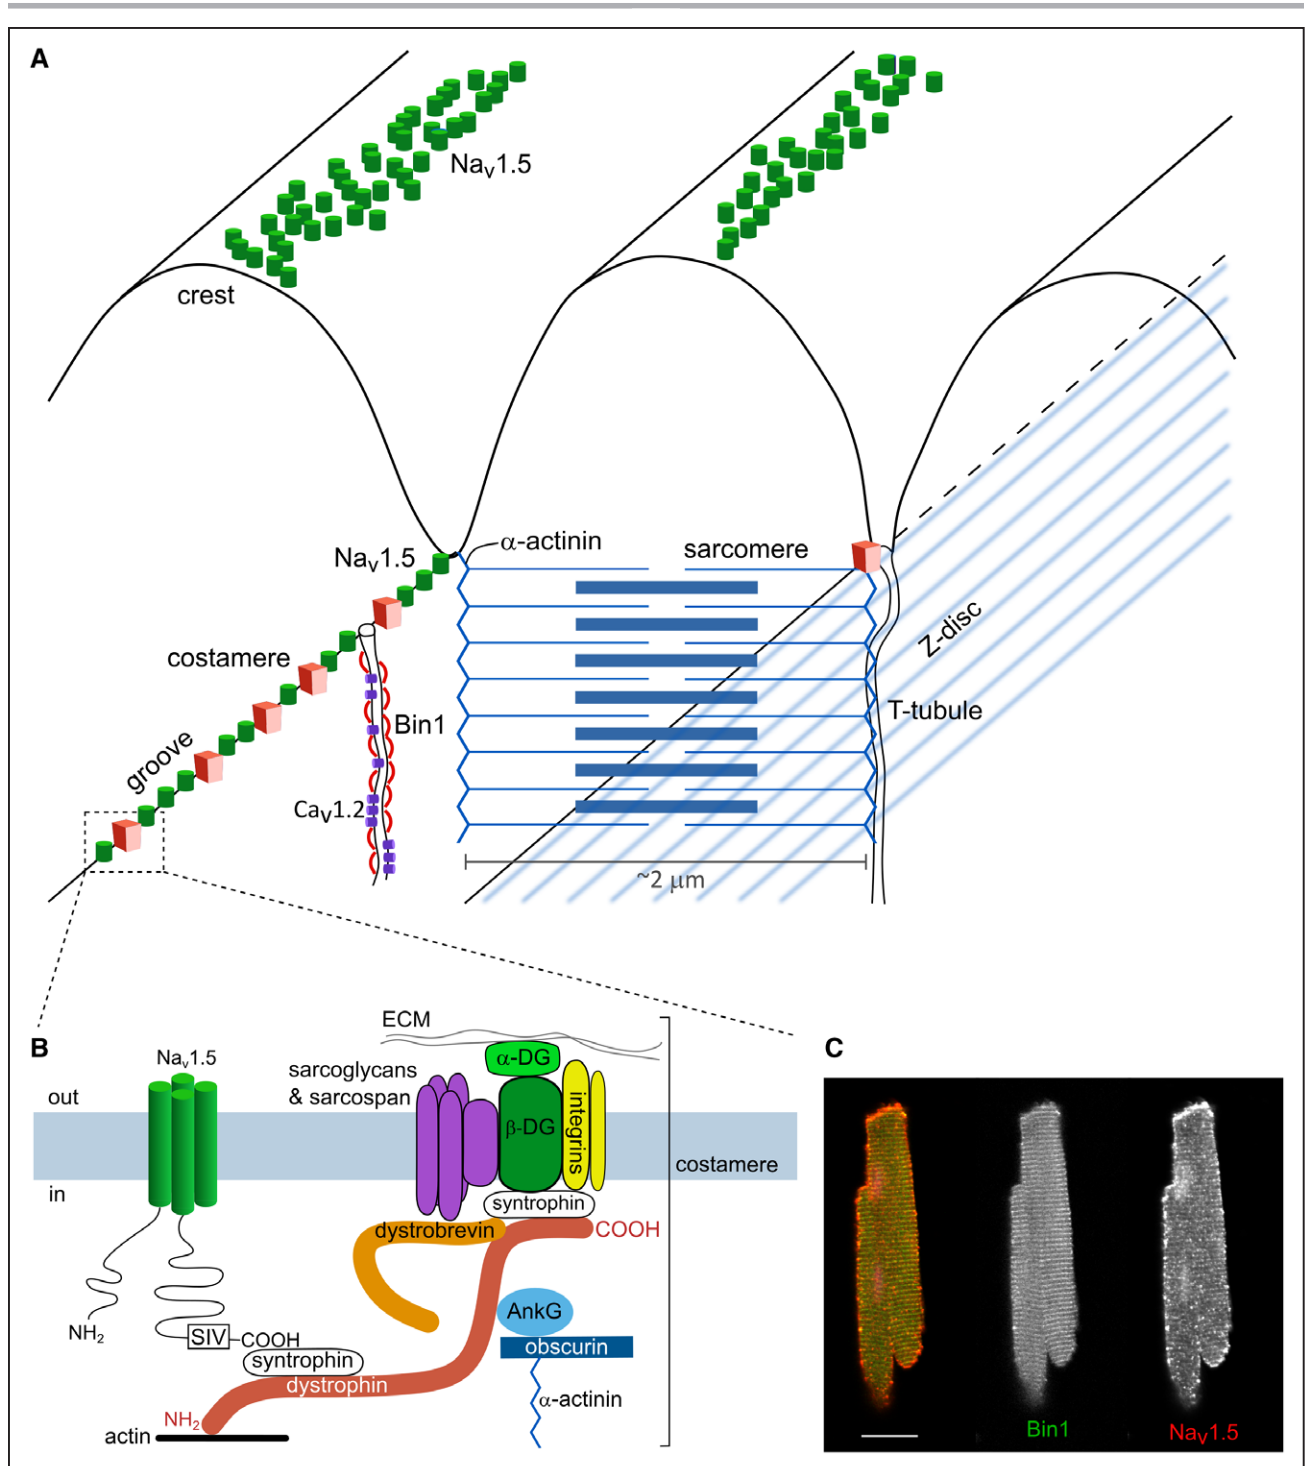 A
Naᵥ1.5
crest
Naᵥ1.5
α-actinin
sarcomere
costamere
Z-disc
Bin1
T-tubule
groove
Caᵥ1.2
~2 μm
B
ECM
C
Naᵥ1.5
α-DG
sarcoglycans
& sarcospan
out
β-DG
integrins
costamere
in
syntrophin
dystrobrevin
COOH
AnkG
NH₂
SIV
COOH
obscurin
syntrophin
dystrophin
α-actinin
NH₂
actin
Bin1
Naᵥ1.5